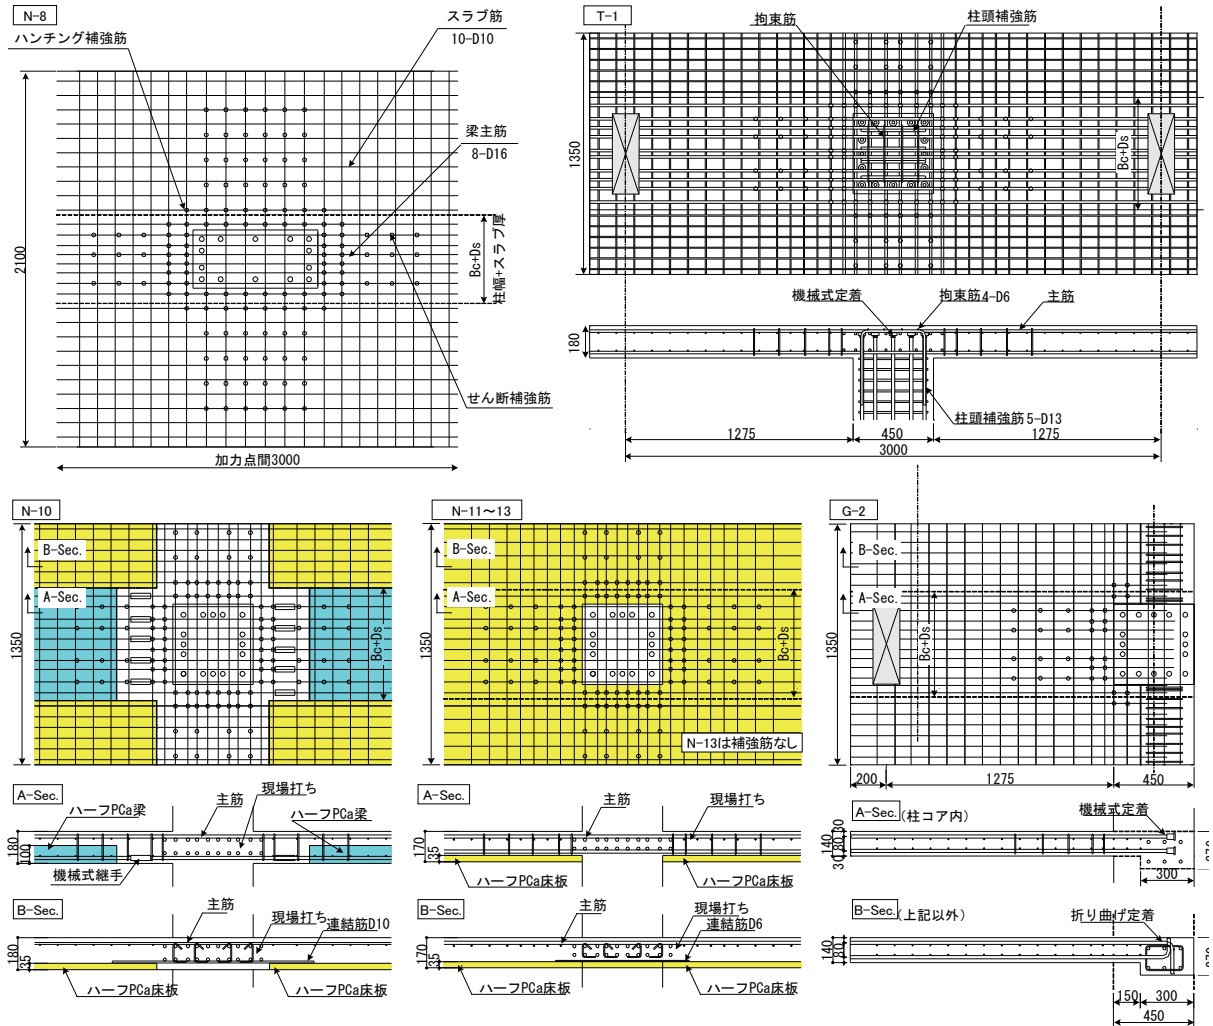 N-8
スラブ筋
10-D10
ハンチング補強筋
梁主筋
8-D16
2100
Bc+Ds
柱幅+スラブ厚
せん断補強筋
加力点間3000
T-1
拘束筋
柱頭補強筋
1350
Bc+Ds
機械式定着
拘束筋4-D6
主筋
180
柱頭補強筋5-D13
1275
450
1275
3000
N-10
B-Sec.
A-Sec.
1350
Bc+Ds
A-Sec.
ハーフPCa梁
主筋
現場打ち
ハーフPCa梁
180
100
機械式継手
B-Sec.
主筋
現場打ち
連結筋D10
180
35
ハーフPCa床板
ハーフPCa床板
N-11～13
B-Sec.
A-Sec.
1350
Bc+Ds
N-13は補強筋なし
A-Sec.
主筋
現場打ち
170
35
ハーフPCa床板
ハーフPCa床板
B-Sec.
主筋
現場打ち
連結筋D6
170
35
ハーフPCa床板
ハーフPCa床板
G-2
B-Sec.
A-Sec.
1350
Bc+Ds
200
1275
450
A-Sec.(柱コア内)
機械式定着
30
140
80
30
300
B-Sec.(上記以外)
折り曲げ定着
140
80
150
300
450